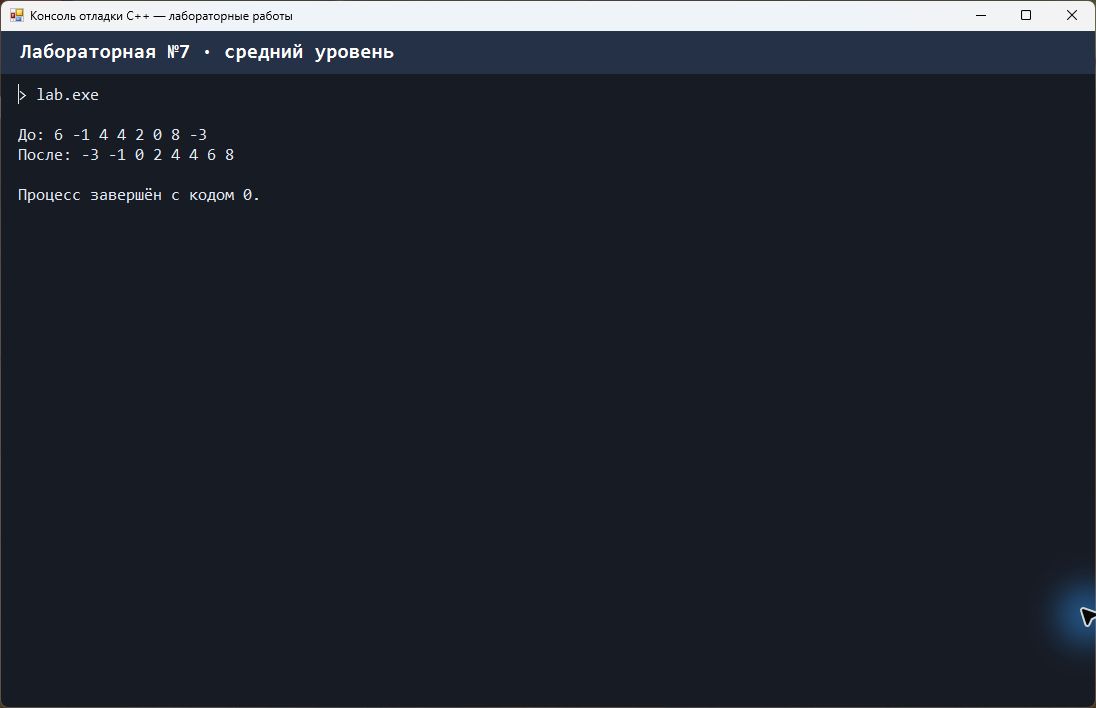 Консоль отладки C++ — лабораторные работы
Лабораторная №7 • средний уровень
> lab.exe
До: 6 -1 4 4 2 0 8 -3
После: -3 -1 0 2 4 4 6 8
Процесс завершён с кодом 0.